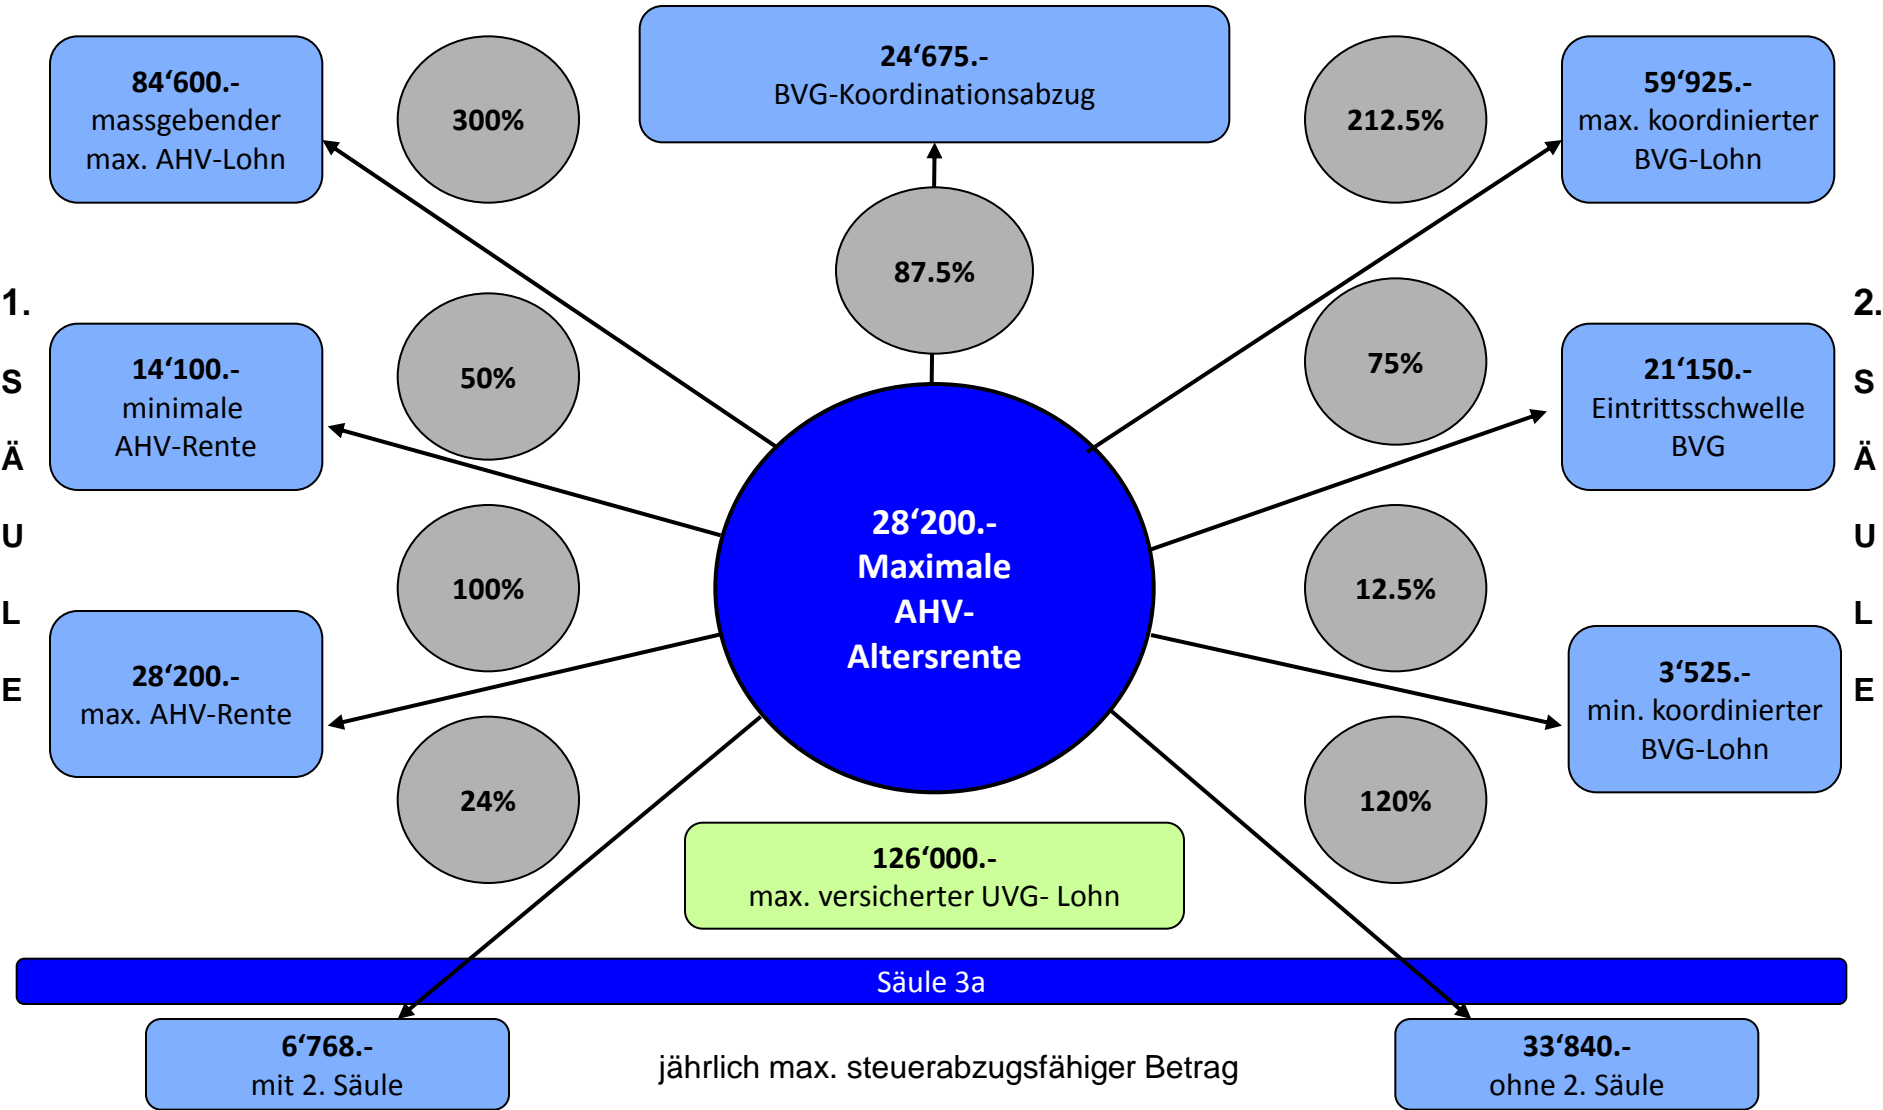 84‘600.-
massgebender
max. AHV-Lohn
300%
24‘675.-
BVG-Koordinationsabzug
212.5%
59‘925.-
max. koordinierter
BVG-Lohn
87.5%
1.
S
Ä
U
L
E
14‘100.-
minimale
AHV-Rente
50%
75%
21‘150.-
Eintrittsschwelle
BVG
2.
S
Ä
U
L
E
28‘200.-
Maximale
AHV-
Altersrente
100%
12.5%
28‘200.-
max. AHV-Rente
3‘525.-
min. koordinierter
BVG-Lohn
24%
120%
126‘000.-
max. versicherter UVG- Lohn
Säule 3a
6‘768.-
mit 2. Säule
jährlich max. steuerabzugsfähiger Betrag
33‘840.-
ohne 2. Säule